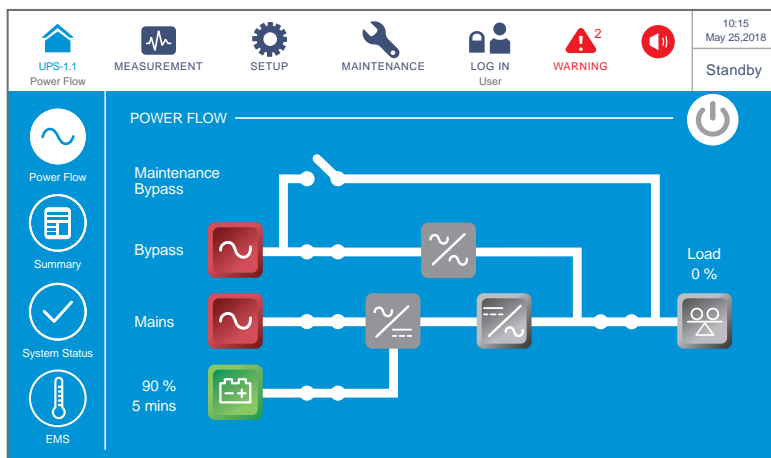 UPS-1.1
Power Flow
MEASUREMENT
SETUP
MAINTENANCE
LOG IN
User
2
WARNING
10:15
May 25,2018
Standby
Power Flow
Summary
System Status
EMS
POWER FLOW
Maintenance
Bypass
Bypass
Load
0 %
Mains
90 %
5 mins